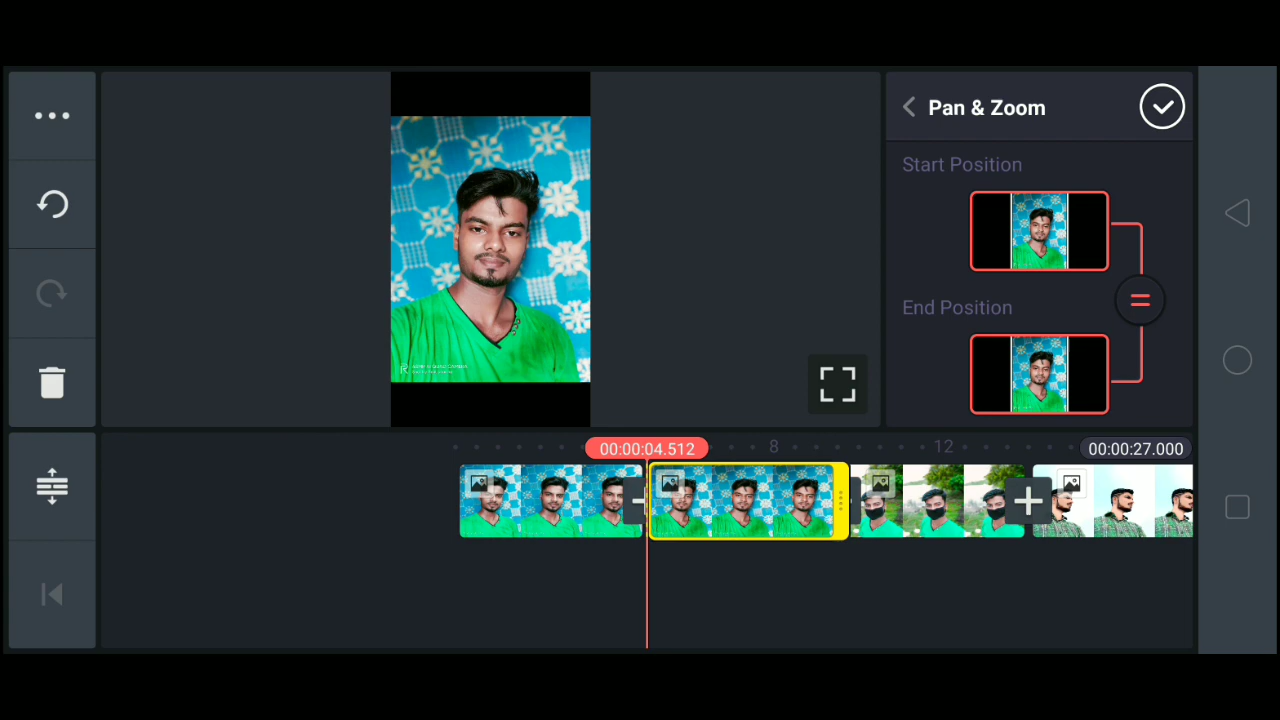 Pan & Zoom
Start Position
End Position
00:00:04.512
8
12
00:00:27.000